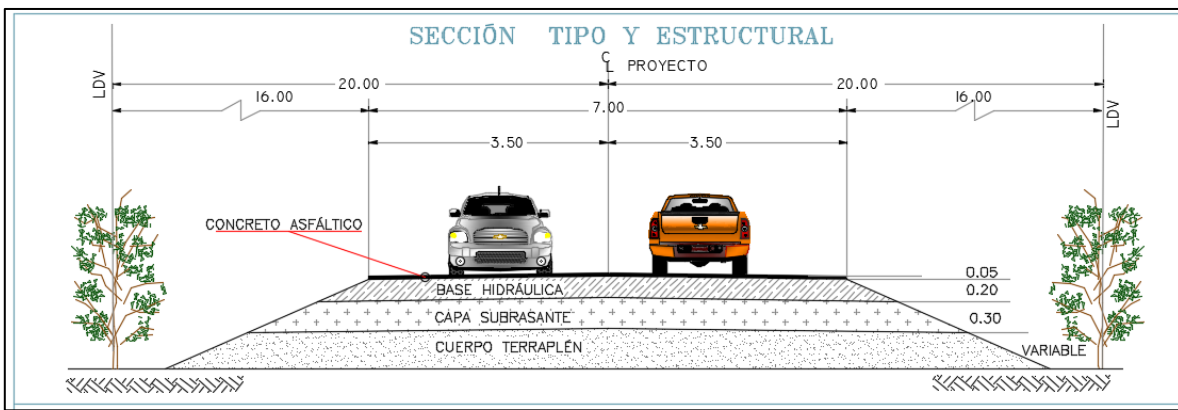 SECCIÓN TIPO Y ESTRUCTURAL
CL PROYECTO
LDV
20.00
20.00
LDV
16.00
7.00
16.00
3.50
3.50
CONCRETO ASFÁLTICO
0.05
BASE HIDRÁULICA
0.20
CAPA SUBRASANTE
0.30
CUERPO TERRAPLÉN
VARIABLE